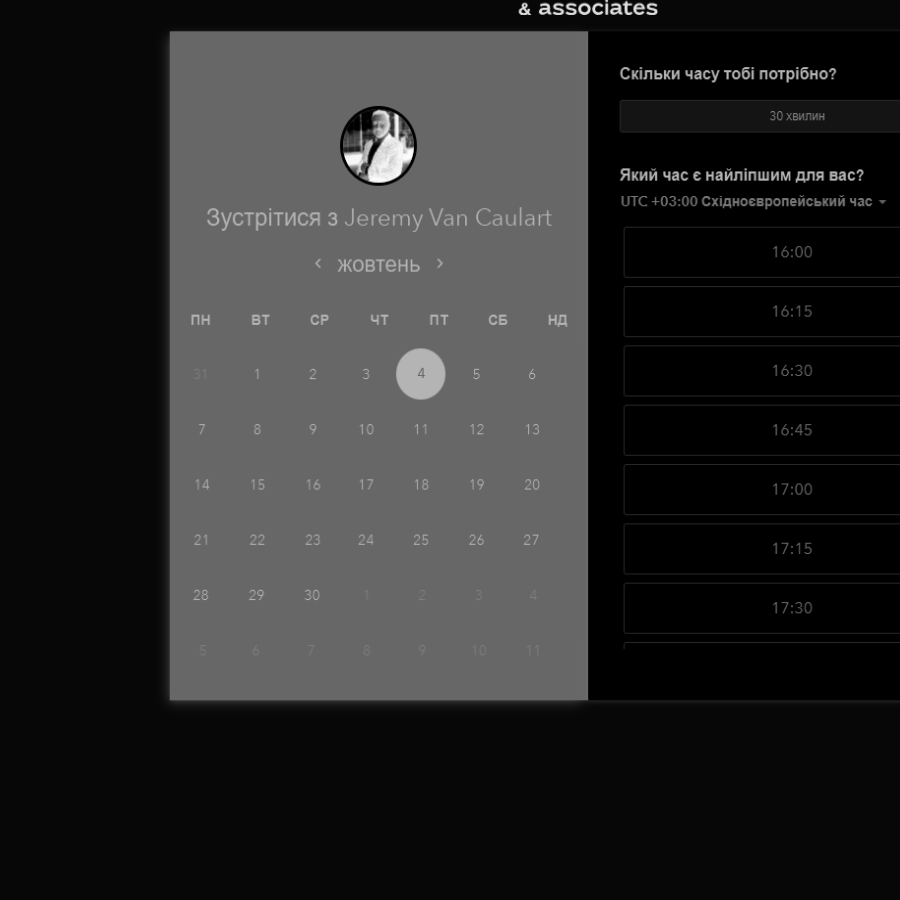 & associates
Зустрітися з Jeremy Van Caulart
жовтень
ПН ВТ СР ЧТ ПТ СБ НД
31 1 2 3 4 5 6
7 8 9 10 11 12 13
14 15 16 17 18 19 20
21 22 23 24 25 26 27
28 29 30 1 2 3 4
5 6 7 8 9 10 11
Скільки часу тобі потрібно?
30 хвилин
Який час є найліпшим для вас?
UTC +03:00 Східноєвропейський час
16:00
16:15
16:30
16:45
17:00
17:15
17:30